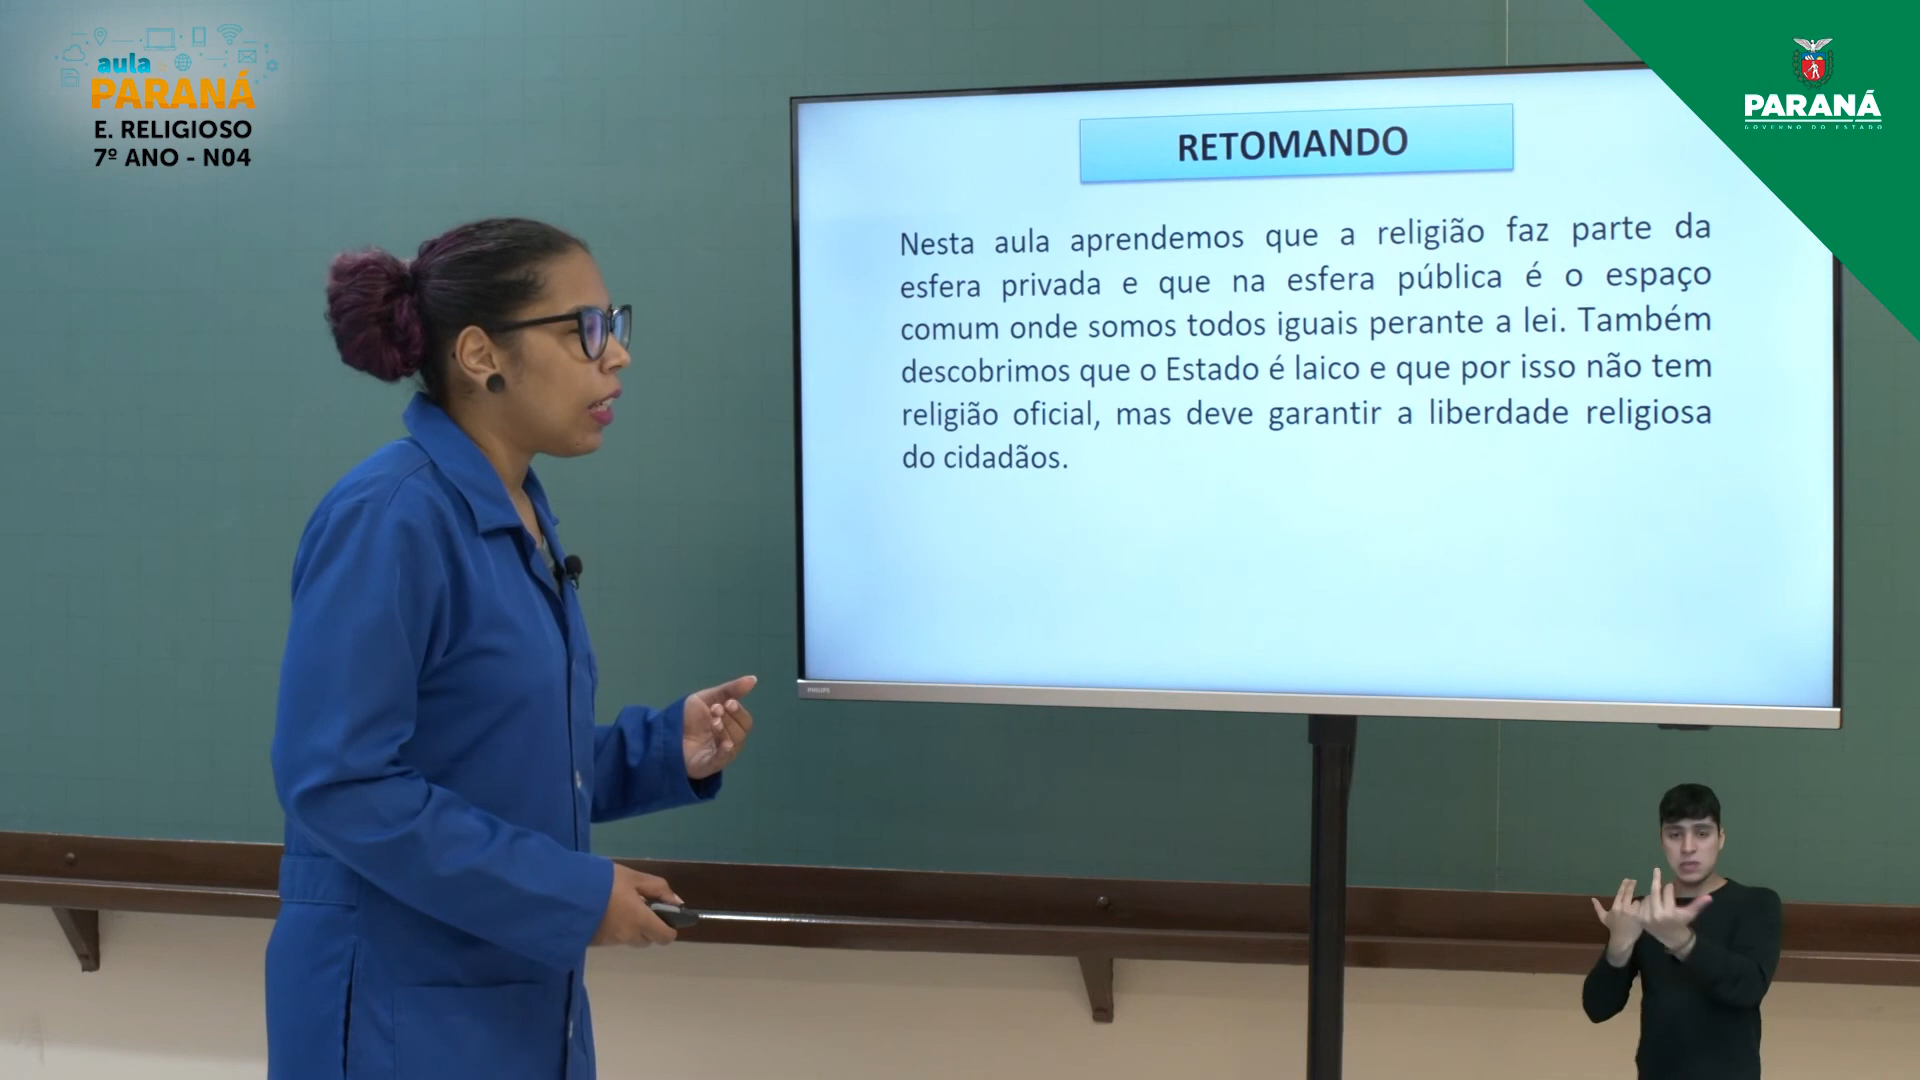 aula
PARANÁ
E. RELIGIOSO
7º ANO - N04
PARANÁ
GOVERNO DO ESTADO
RETOMANDO
Nesta aula aprendemos que a religião faz parte da
esfera privada e que na esfera pública é o espaço
comum onde somos todos iguais perante a lei. Também
descobrimos que o Estado é laico e que por isso não tem
religião oficial, mas deve garantir a liberdade religiosa
do cidadãos.
PHILIPS